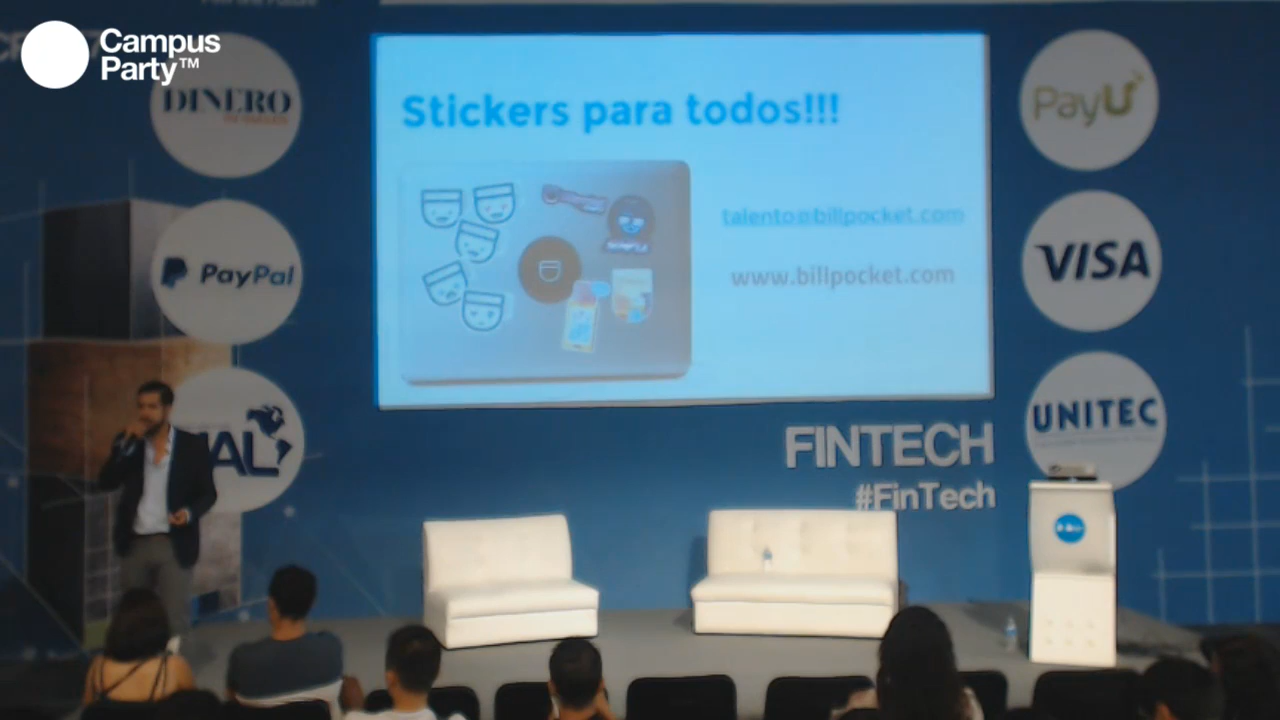 Campus
Party™
DINERO
PayPal
Stickers para todos!!!
talento@billpocket.com
www.billpocket.com
PayU
VISA
UNITEC
FINTECH
#FinTech